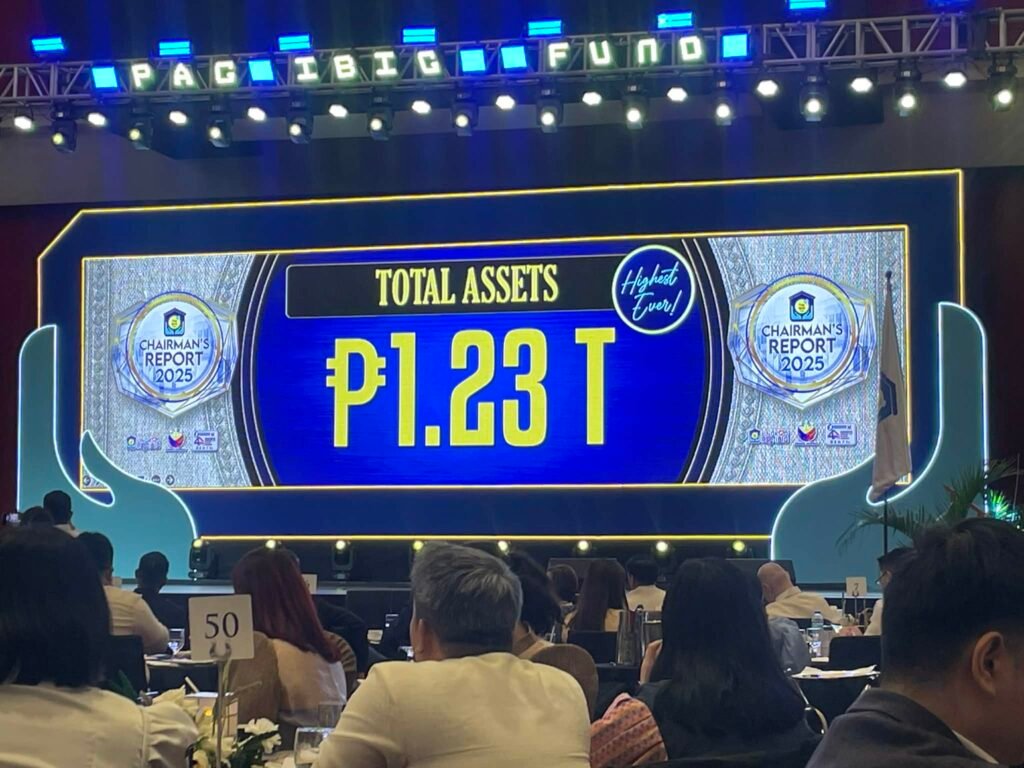 PAG IBIG FUND
TOTAL ASSETS
Highest
Ever!
₱1.23 T
CHAIRMAN'S
REPORT
2025
CHAIRMAN'S
REPORT
2025
50